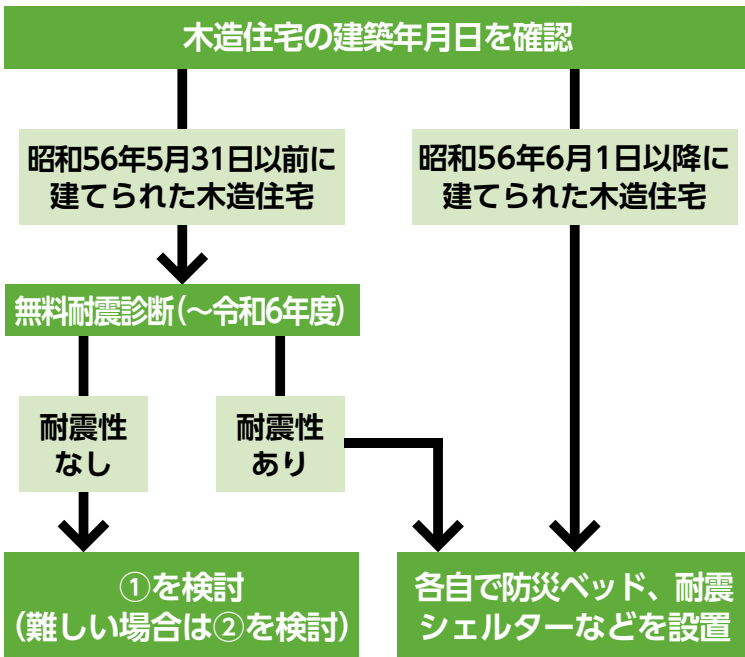 木造住宅の建築年月日を確認
昭和56年5月31日以前に
建てられた木造住宅
昭和56年6月1日以降に
建てられた木造住宅
無料耐震診断(～令和6年度)
耐震性
なし
耐震性
あり
①を検討
(難しい場合は②を検討)
各自で防災ベッド、耐震
シェルターなどを設置